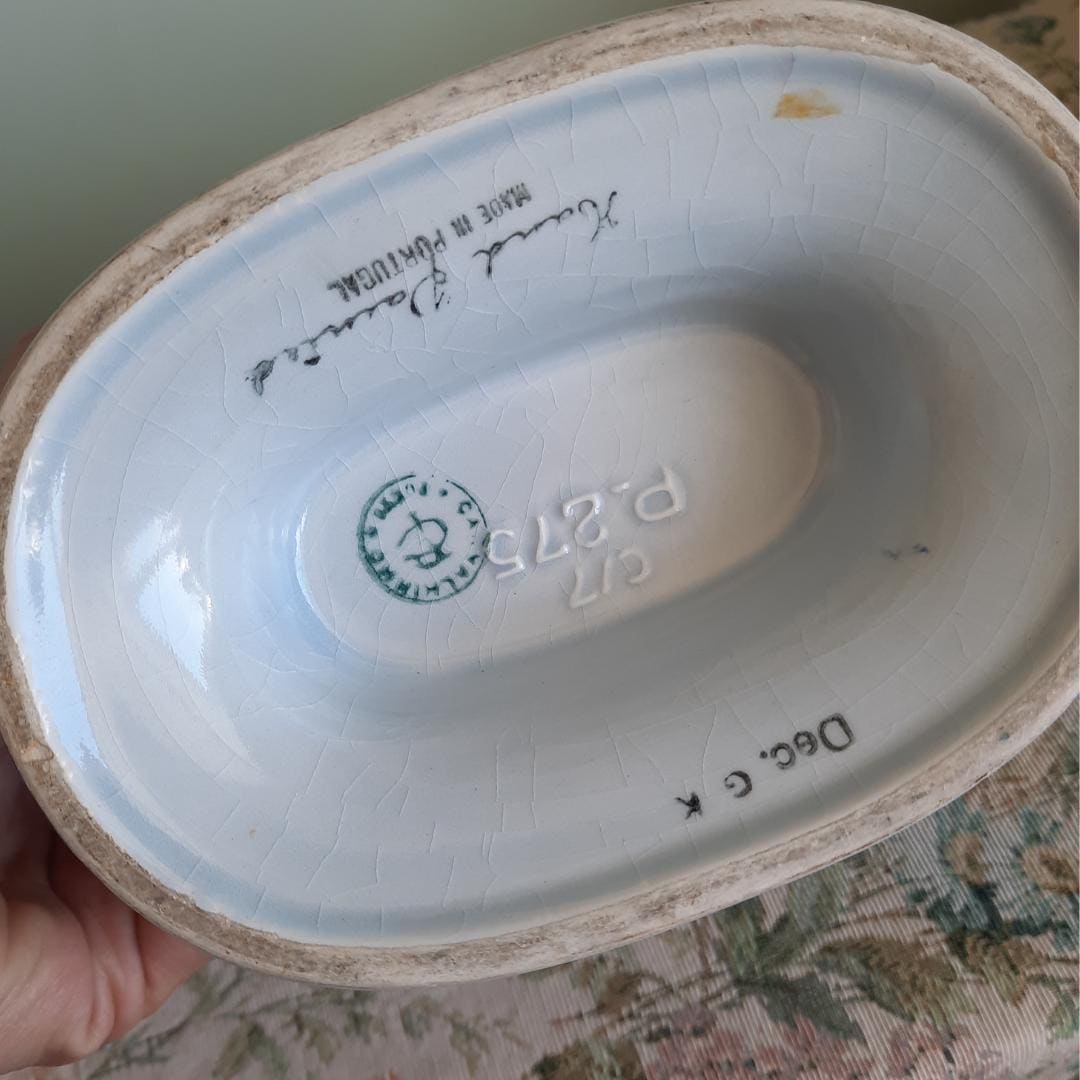 Hand Painted
MADE IN PORTUGAL
P.275
C/7
Dec. G K